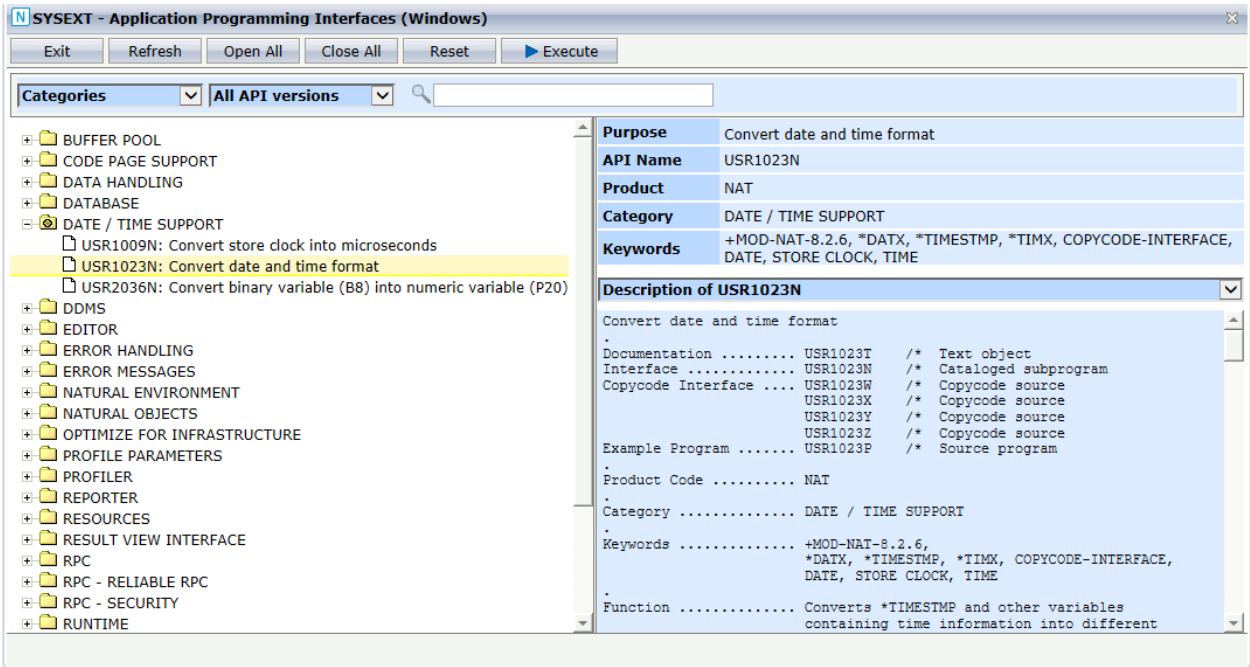 N SYSEXT - Application Programming Interfaces (Windows)
Exit Refresh Open All Close All Reset Execute
Categories All API versions
BUFFER POOL
CODE PAGE SUPPORT
DATA HANDLING
DATABASE
DATE / TIME SUPPORT
USR1009N: Convert store clock into microseconds
USR1023N: Convert date and time format
USR2036N: Convert binary variable (B8) into numeric variable (P20)
DDMS
EDITOR
ERROR HANDLING
ERROR MESSAGES
NATURAL ENVIRONMENT
NATURAL OBJECTS
OPTIMIZE FOR INFRASTRUCTURE
PROFILE PARAMETERS
PROFILER
REPORTER
RESOURCES
RESULT VIEW INTERFACE
RPC
RPC - RELIABLE RPC
RPC - SECURITY
RUNTIME
Purpose Convert date and time format
API Name USR1023N
Product NAT
Category DATE / TIME SUPPORT
Keywords +MOD-NAT-8.2.6, *DATX, *TIMESTMP, *TIMX, COPYCODE-INTERFACE,
DATE, STORE CLOCK, TIME
Description of USR1023N
Convert date and time format
.
Documentation ......... USR1023T /* Text object
Interface ............. USR1023N /* Cataloged subprogram
Copycode Interface .... USR1023W /* Copycode source
USR1023X /* Copycode source
USR1023Y /* Copycode source
USR1023Z /* Copycode source
Example Program ....... USR1023P /* Source program
.
Product Code .......... NAT
.
Category .............. DATE / TIME SUPPORT
.
Keywords .............. +MOD-NAT-8.2.6,
*DATX, *TIMESTMP, *TIMX, COPYCODE-INTERFACE,
DATE, STORE CLOCK, TIME
.
Function .............. Converts *TIMESTMP and other variables
containing time information into different